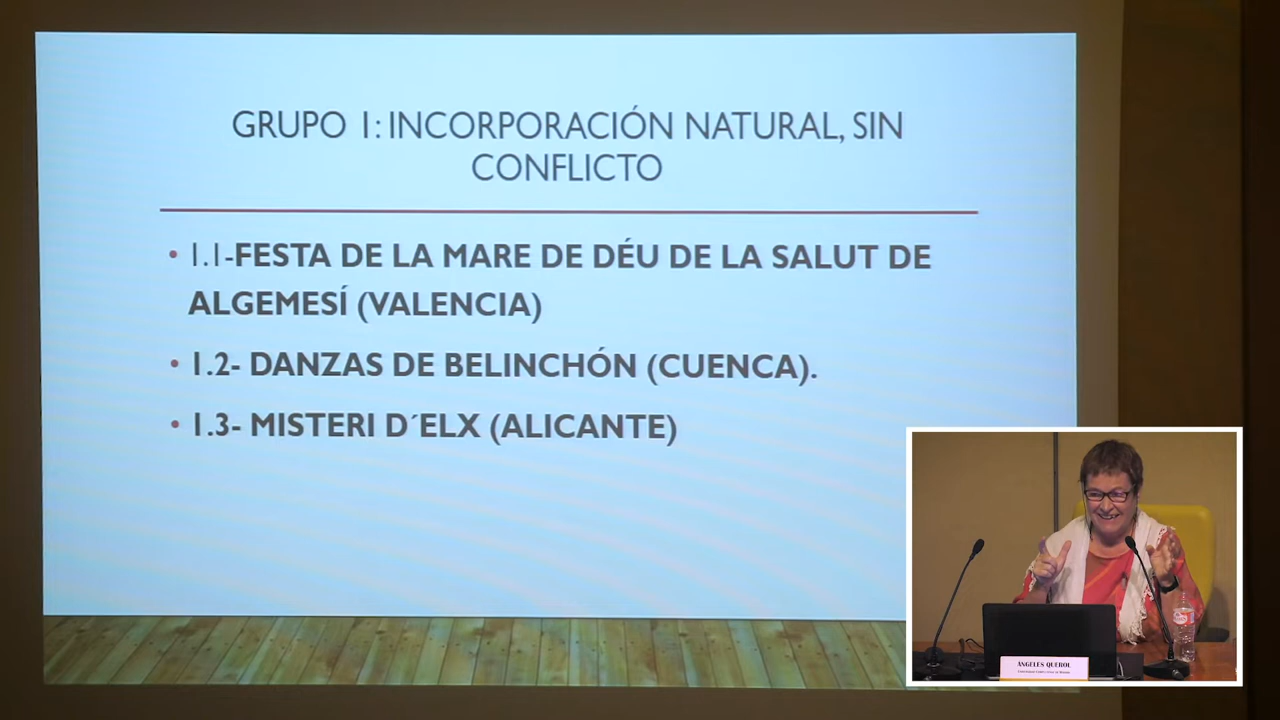 GRUPO 1: INCORPORACIÓN NATURAL, SIN
CONFLICTO
• 1.1-FESTA DE LA MARE DE DÉU DE LA SALUT DE
ALGEMESÍ (VALENCIA)
• 1.2- DANZAS DE BELINCHÓN (CUENCA).
• 1.3- MISTERI D´ELX (ALICANTE)
ÁNGELES QUEROL